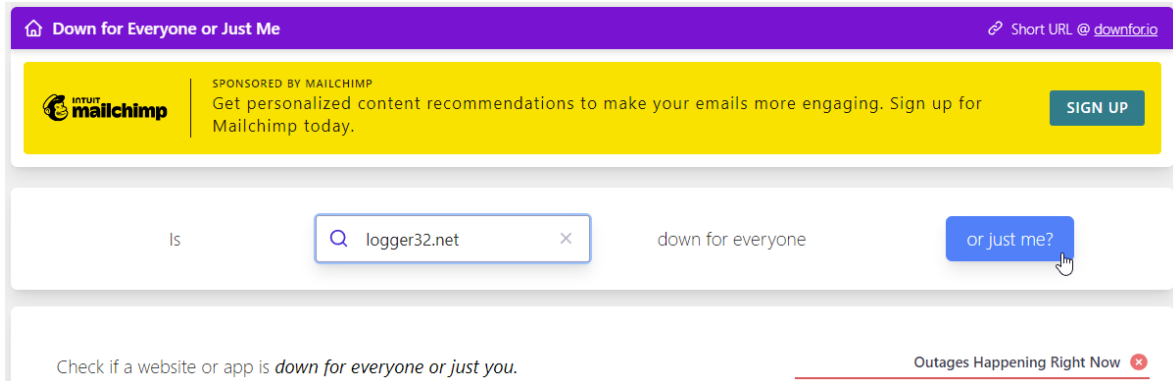 Down for Everyone or Just Me
Short URL @ downfor.io
INTUIT
mailchimp
SPONSORED BY MAILCHIMP
Get personalized content recommendations to make your emails more engaging. Sign up for
Mailchimp today.
SIGN UP
Is
logger32.net
down for everyone
or just me?
Check if a website or app is down for everyone or just you.
Outages Happening Right Now